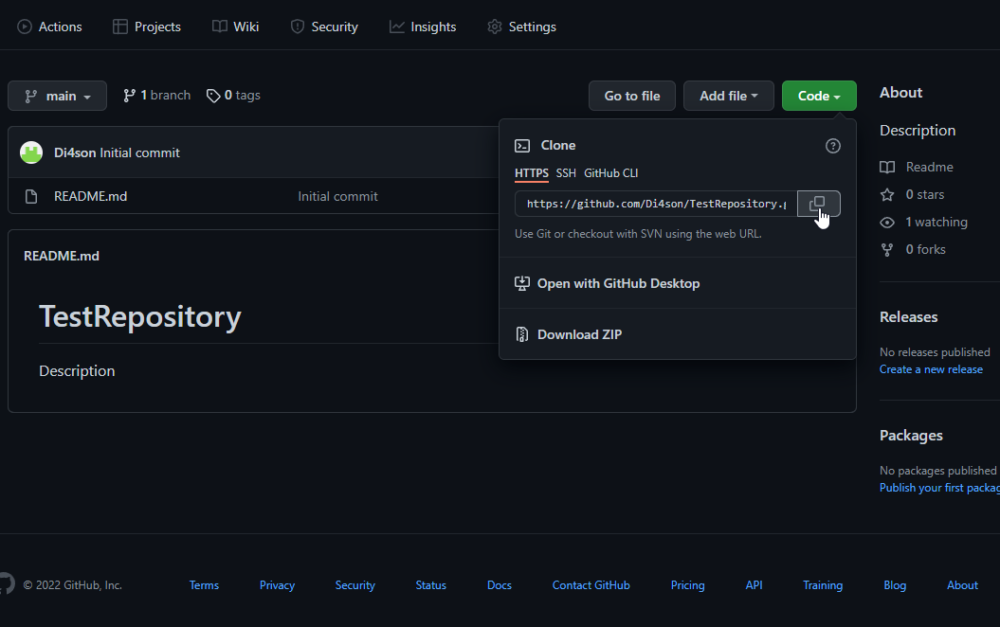 Actions Projects Wiki Security Insights Settings
main 1 branch 0 tags Go to file Add file Code
Di4son Initial commit
README.md Initial commit
Clone
HTTPS SSH GitHub CLI
https://github.com/Di4son/TestRepository.g
Use Git or checkout with SVN using the web URL.
Open with GitHub Desktop
Download ZIP
README.md
TestRepository
Description
About
Description
Readme
0 stars
1 watching
0 forks
Releases
No releases published
Create a new release
Packages
No packages published
Publish your first packag
© 2022 GitHub, Inc. Terms Privacy Security Status Docs Contact GitHub Pricing API Training Blog About